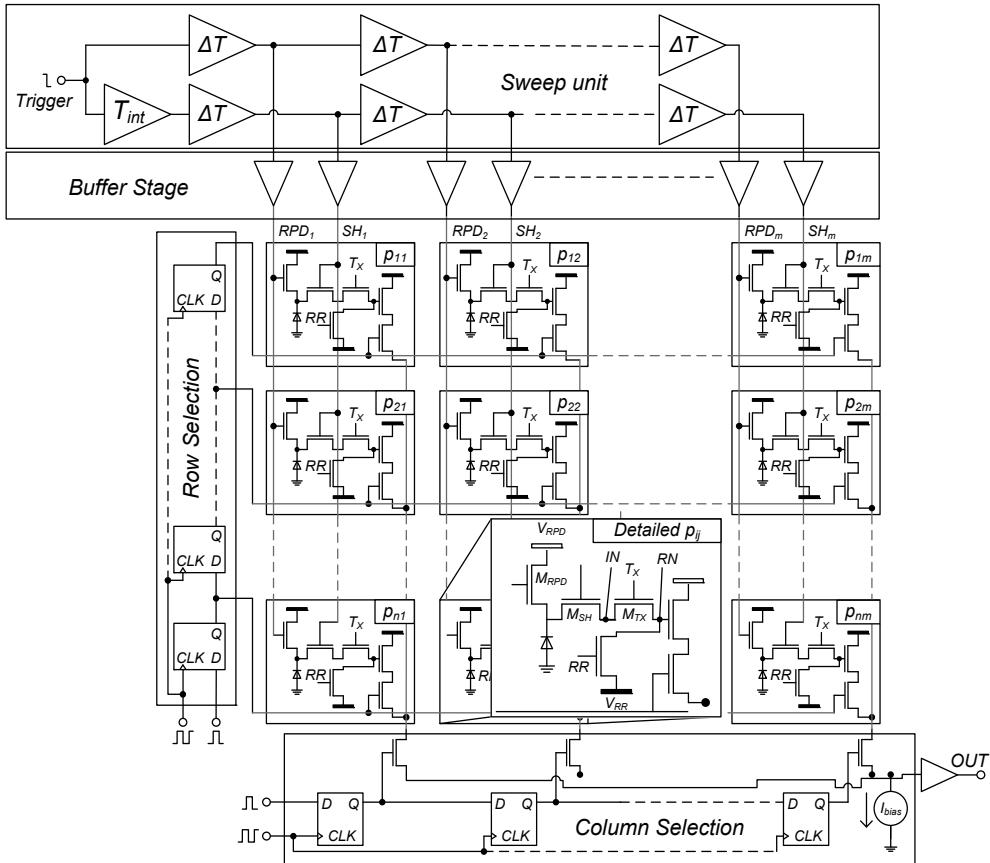 ΔT ΔT ΔT
Sweep unit
Trigger
T_int ΔT ΔT ΔT
Buffer Stage
RPD_1 SH_1 RPD_2 SH_2 RPD_m SH_m
Q
CLK D
Row Selection
T_X p_11
RR
T_X p_12
RR
T_X p_1m
RR
T_X p_21
RR
T_X p_22
RR
T_X p_2m
RR
Q
CLK D
V_RPD Detailed p_ij
IN T_X RN
M_RPD
M_SH M_TX
RR
V_RR
Q
CLK D
T_X p_n1
RR
T_X p_nm
RR
OUT
D Q D Q D Q
CLK CLK CLK
I_bias
Column Selection